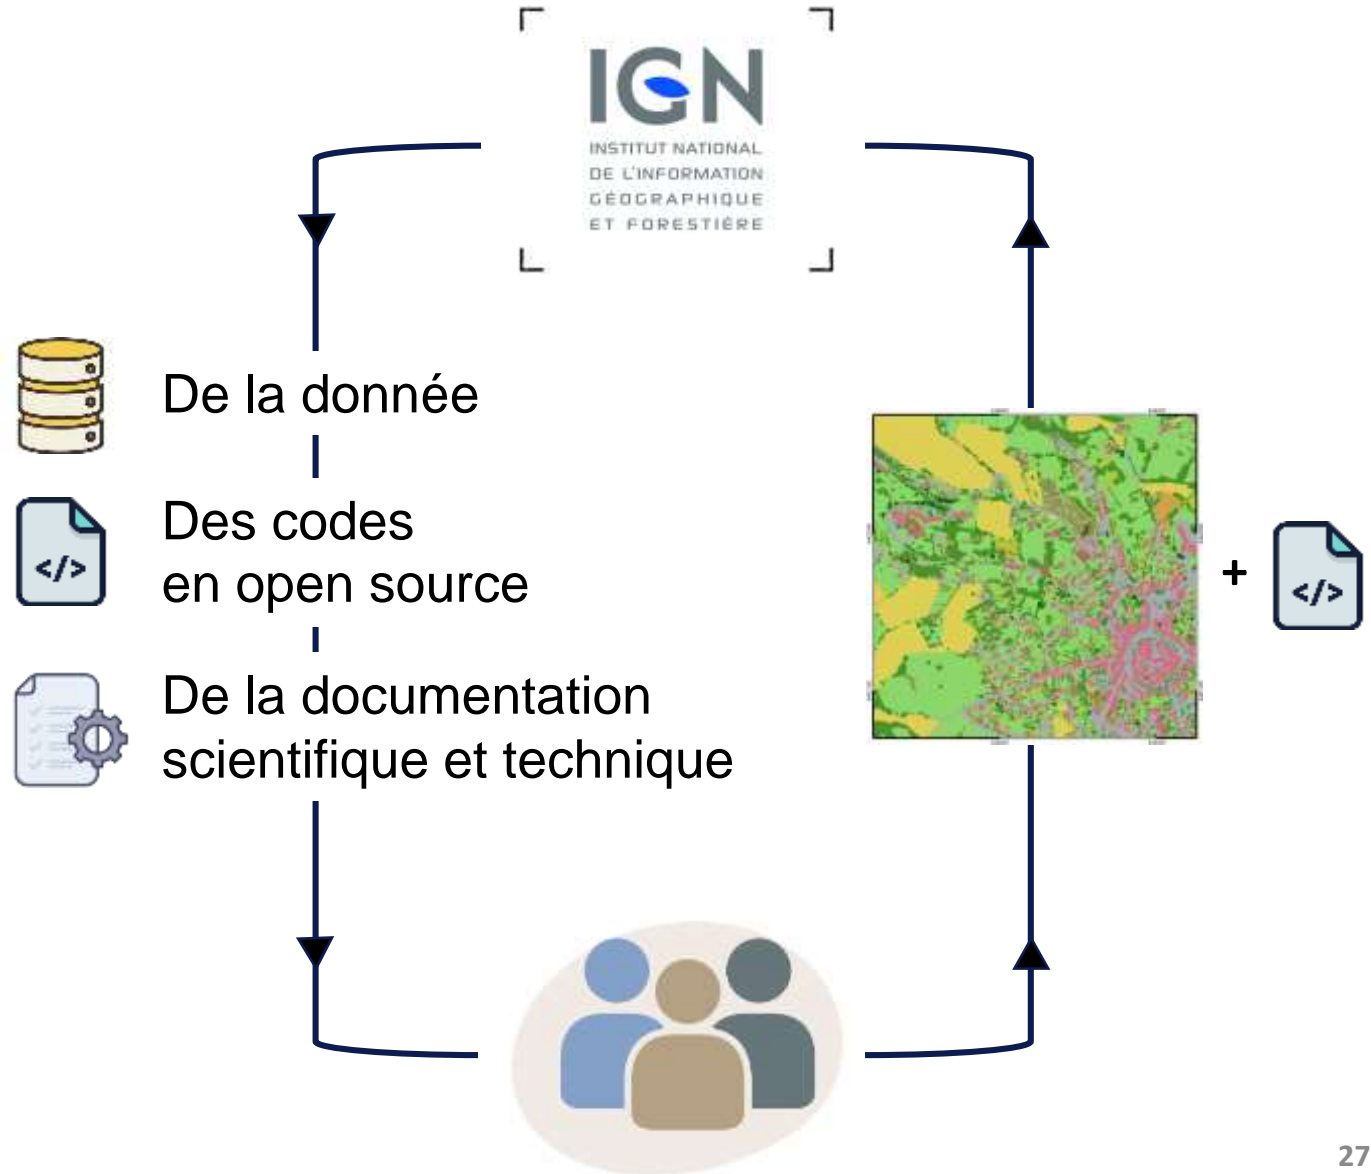 IGN
INSTITUT NATIONAL
DE L'INFORMATION
GÉOGRAPHIQUE
ET FORESTIÈRE
De la donnée
</>
Des codes
en open source
De la documentation
scientifique et technique
+
</>
27